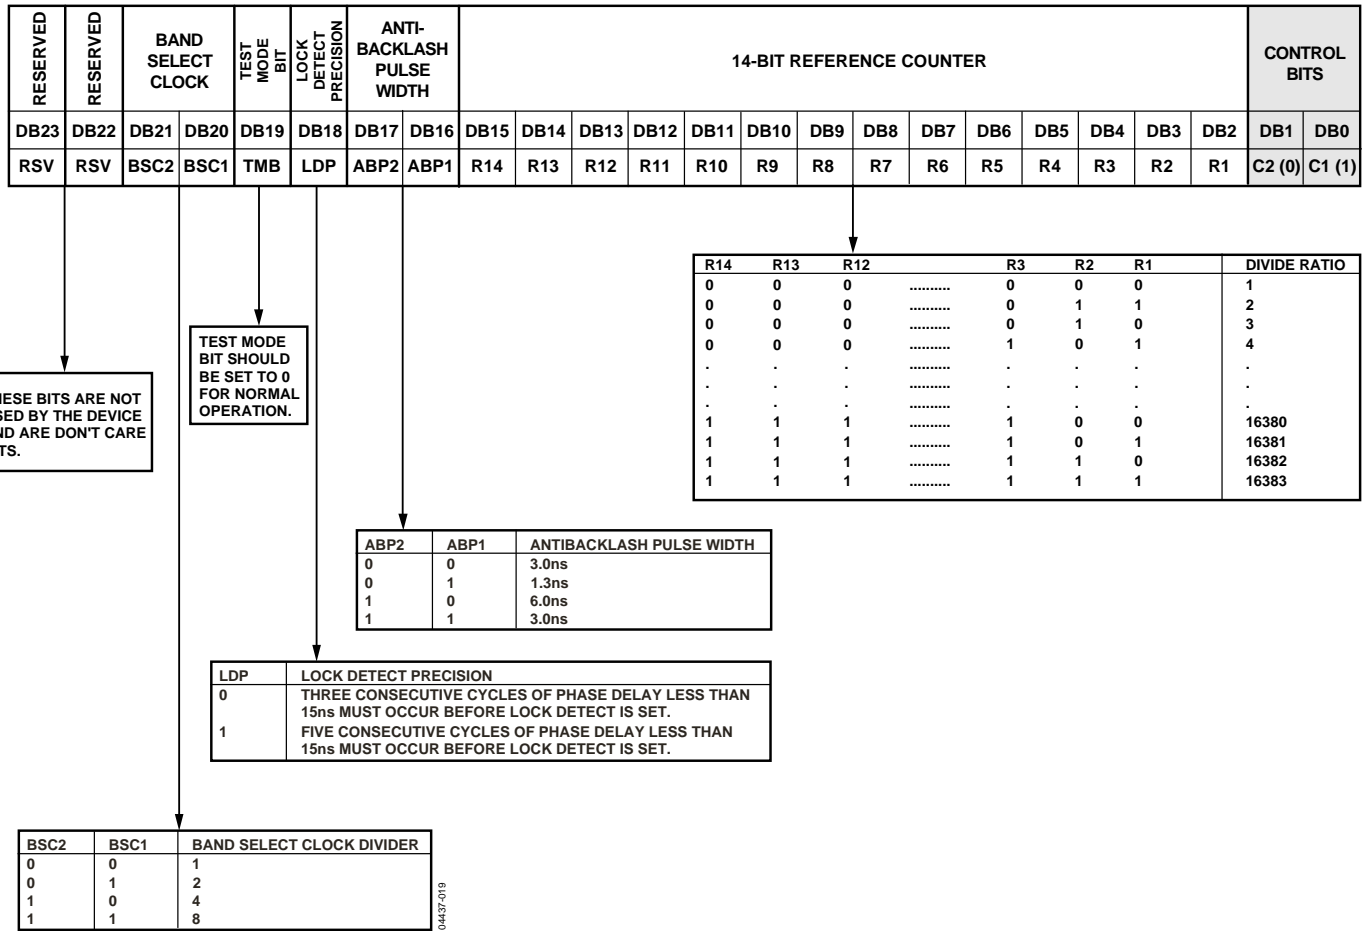 RESERVED RESERVED BAND SELECT CLOCK TEST MODE BIT LOCK DETECT PRECISION ANTI-BACKLASH PULSE WIDTH 14-BIT REFERENCE COUNTER CONTROL BITS
DB23 DB22 DB21 DB20 DB19 DB18 DB17 DB16 DB15 DB14 DB13 DB12 DB11 DB10 DB9 DB8 DB7 DB6 DB5 DB4 DB3 DB2 DB1 DB0
RSV RSV BSC2 BSC1 TMB LDP ABP2 ABP1 R14 R13 R12 R11 R10 R9 R8 R7 R6 R5 R4 R3 R2 R1 C2 (0) C1 (1)
R14 R13 R12 R3 R2 R1 DIVIDE RATIO
0 0 0 .......... 0 0 0 1
0 0 0 .......... 0 1 1 2
0 0 0 .......... 0 1 0 3
0 0 0 .......... 1 0 1 4
. . . .......... . . . .
. . . .......... . . . .
. . . .......... . . . .
1 1 1 .......... 1 0 0 16380
1 1 1 .......... 1 0 1 16381
1 1 1 .......... 1 1 0 16382
1 1 1 .......... 1 1 1 16383
TEST MODE
BIT SHOULD
BE SET TO 0
FOR NORMAL
OPERATION.
BITS ARE NOT
BY THE DEVICE
ARE DON'T CARE
ABP2 ABP1 ANTIBACKLASH PULSE WIDTH
0 0 3.0ns
0 1 1.3ns
1 0 6.0ns
1 1 3.0ns
LDP LOCK DETECT PRECISION
0 THREE CONSECUTIVE CYCLES OF PHASE DELAY LESS THAN
15ns MUST OCCUR BEFORE LOCK DETECT IS SET.
1 FIVE CONSECUTIVE CYCLES OF PHASE DELAY LESS THAN
15ns MUST OCCUR BEFORE LOCK DETECT IS SET.
BSC2 BSC1 BAND SELECT CLOCK DIVIDER
0 0 1
0 1 2
1 0 4
1 1 8
04437-019